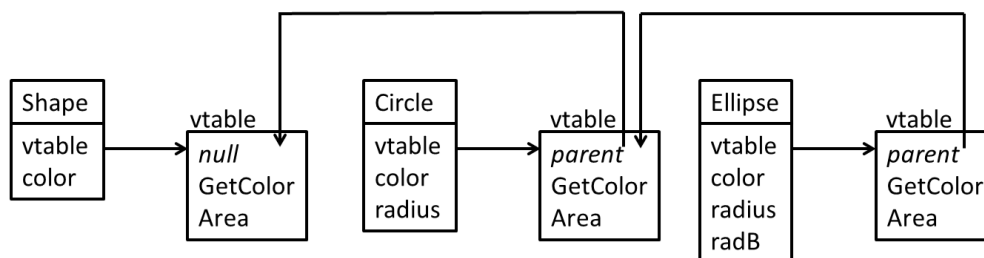 Shape
vtable
color
vtable
null
GetColor
Area
Circle
vtable
color
radius
vtable
parent
GetColor
Area
Ellipse
vtable
color
radius
radB
vtable
parent
GetColor
Area